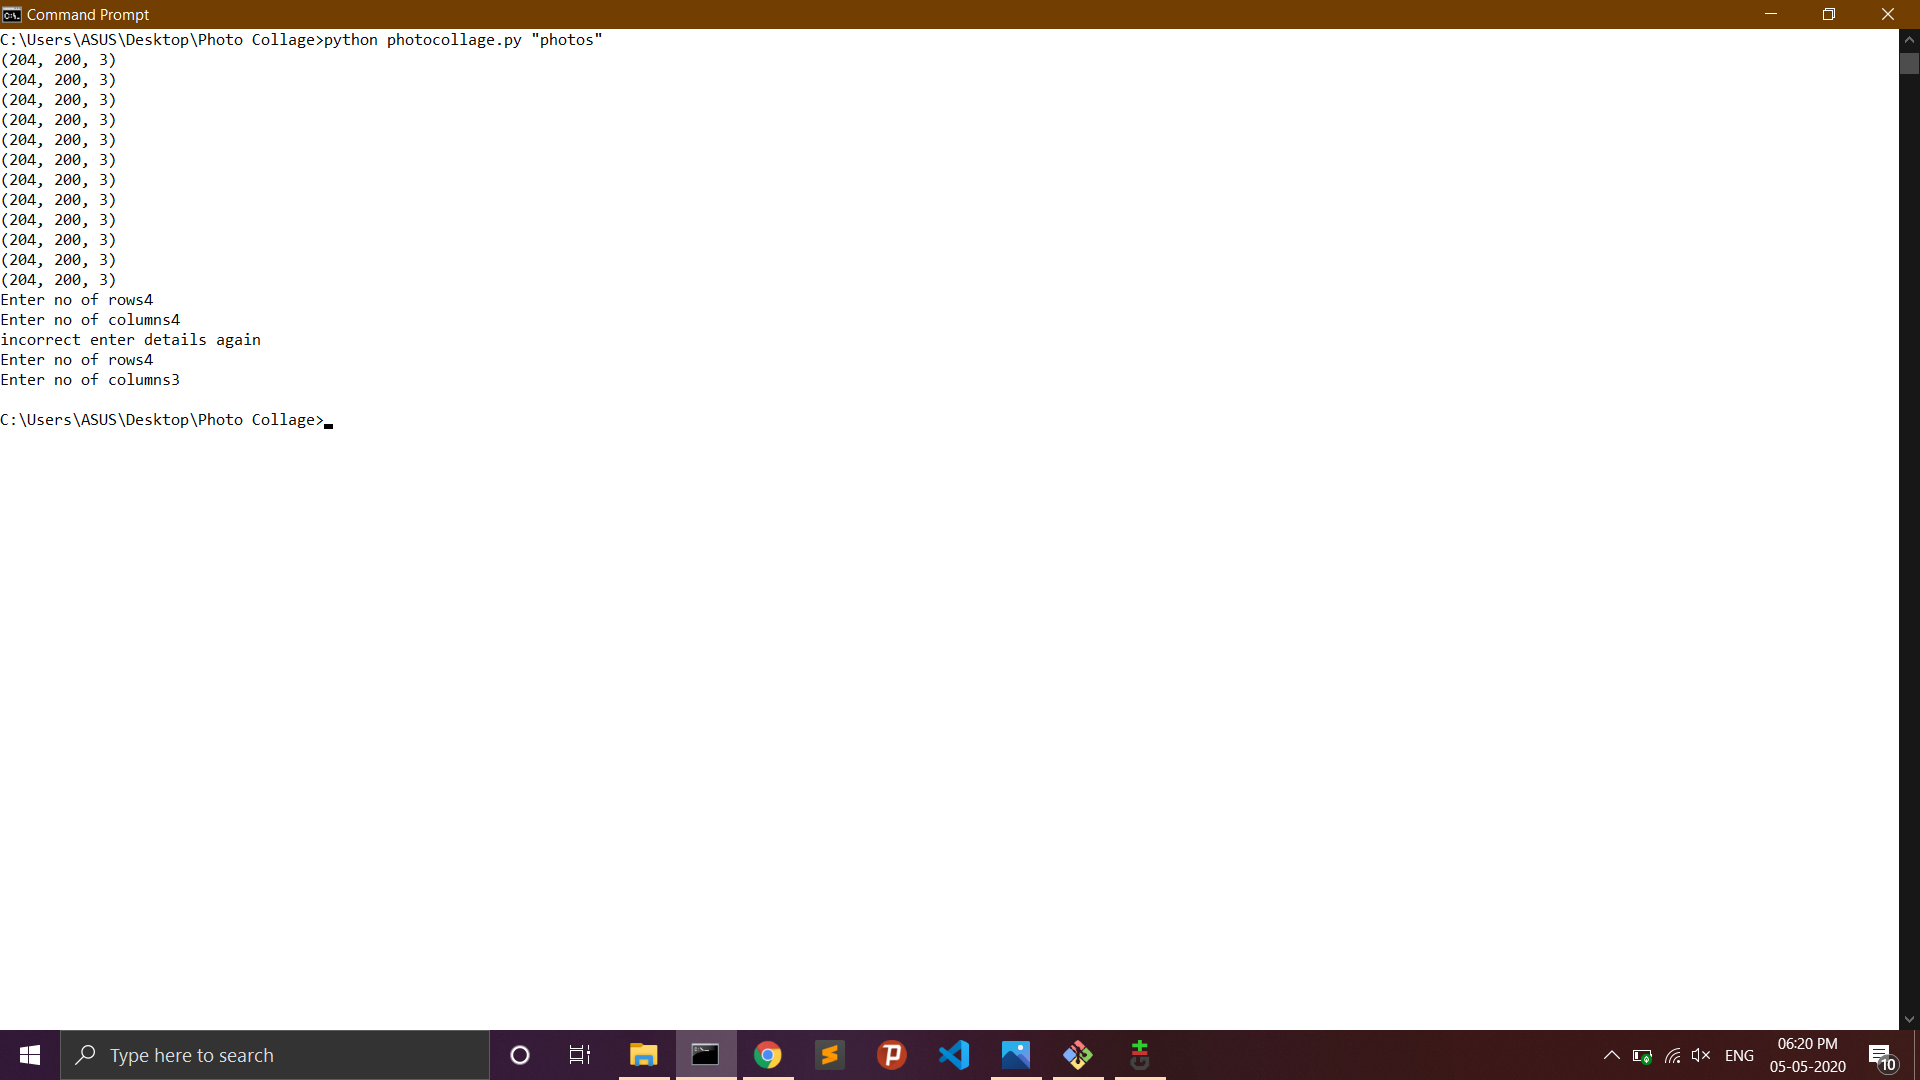 Command Prompt
C:\Users\ASUS\Desktop\Photo Collage>python photocollage.py "photos"
(204, 200, 3)
(204, 200, 3)
(204, 200, 3)
(204, 200, 3)
(204, 200, 3)
(204, 200, 3)
(204, 200, 3)
(204, 200, 3)
(204, 200, 3)
(204, 200, 3)
(204, 200, 3)
(204, 200, 3)
Enter no of rows4
Enter no of columns4
incorrect enter details again
Enter no of rows4
Enter no of columns3
C:\Users\ASUS\Desktop\Photo Collage>
Type here to search
ENG
06:20 PM
05-05-2020
10